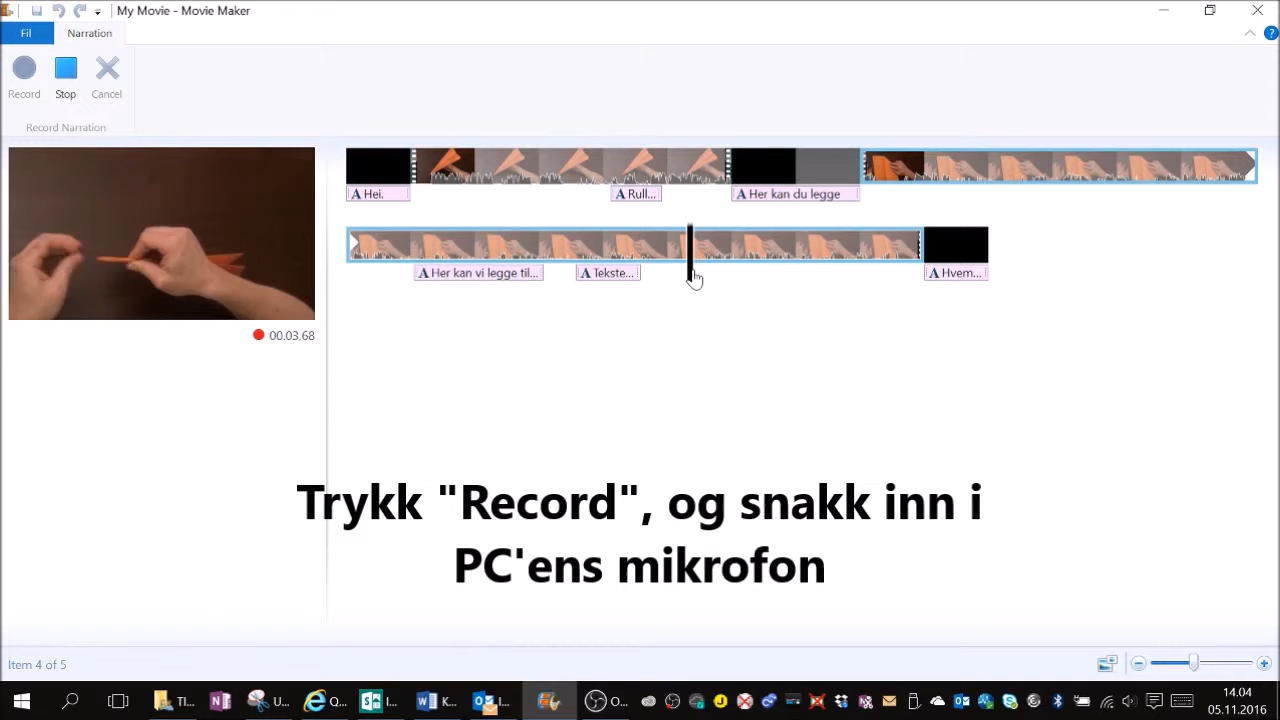 My Movie - Movie Maker
Fil Narration
Record Stop Cancel
Record Narration
Hei. Rull... Her kan du legge
Her kan vi legge til... Tekste... Hvem...
00.03,68
Trykk "Record", og snakk inn i
PC'ens mikrofon
Item 4 of 5
TI... U... Q... I... K... I... O...
14.04
05.11.2016